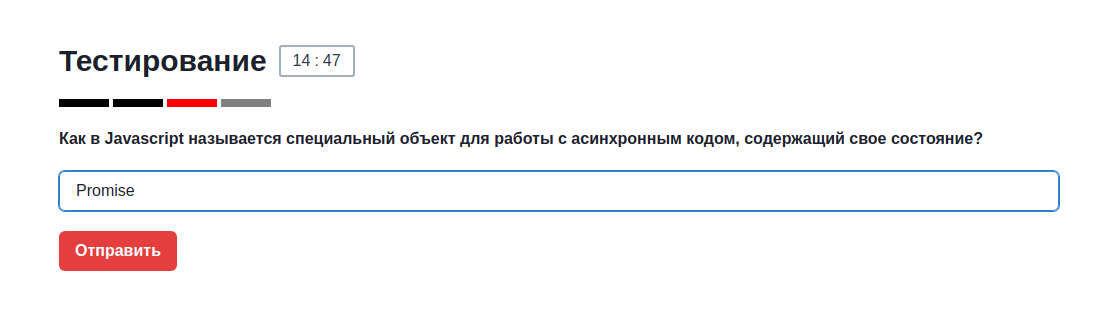 Тестирование 14 : 47
Как в Javascript называется специальный объект для работы с асинхронным кодом, содержащий свое состояние?
Promise
Отправить